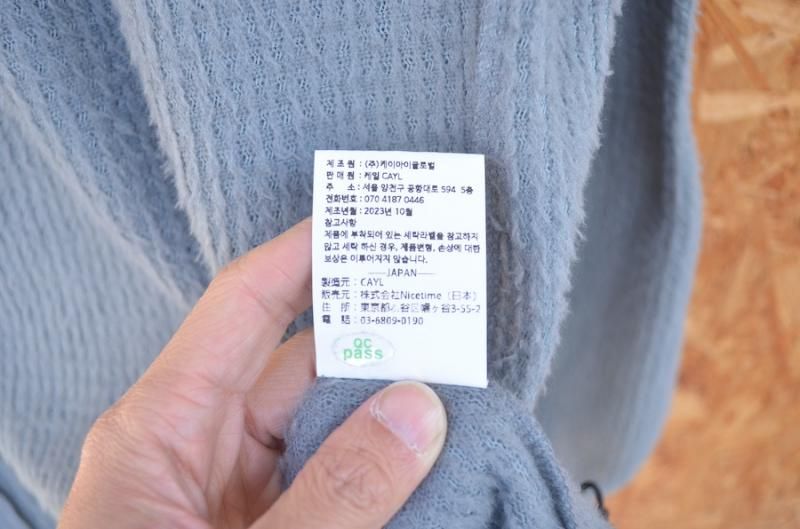 제 조 원 : (주)케이아이글로벌
판 매 원 : 케일 CAYL
주 소 : 서울 양천구 공항대로 594 5층
전화번호 : 070 4187 0446
제조년월 : 2023년 10월
참고사항
제품에 부착되어 있는 세탁라벨을 참고하지
않고 세탁 하신 경우, 제품변형, 손상에 대한
보상은 이루어지지 않습니다.
JAPAN
製造元 : CAYL
販売元 : 株式会社Nicetime (日本)
住 所 : 東京都渋谷区幡ヶ谷3-55-2
電 話 : 03-6809-0190
QC
pass